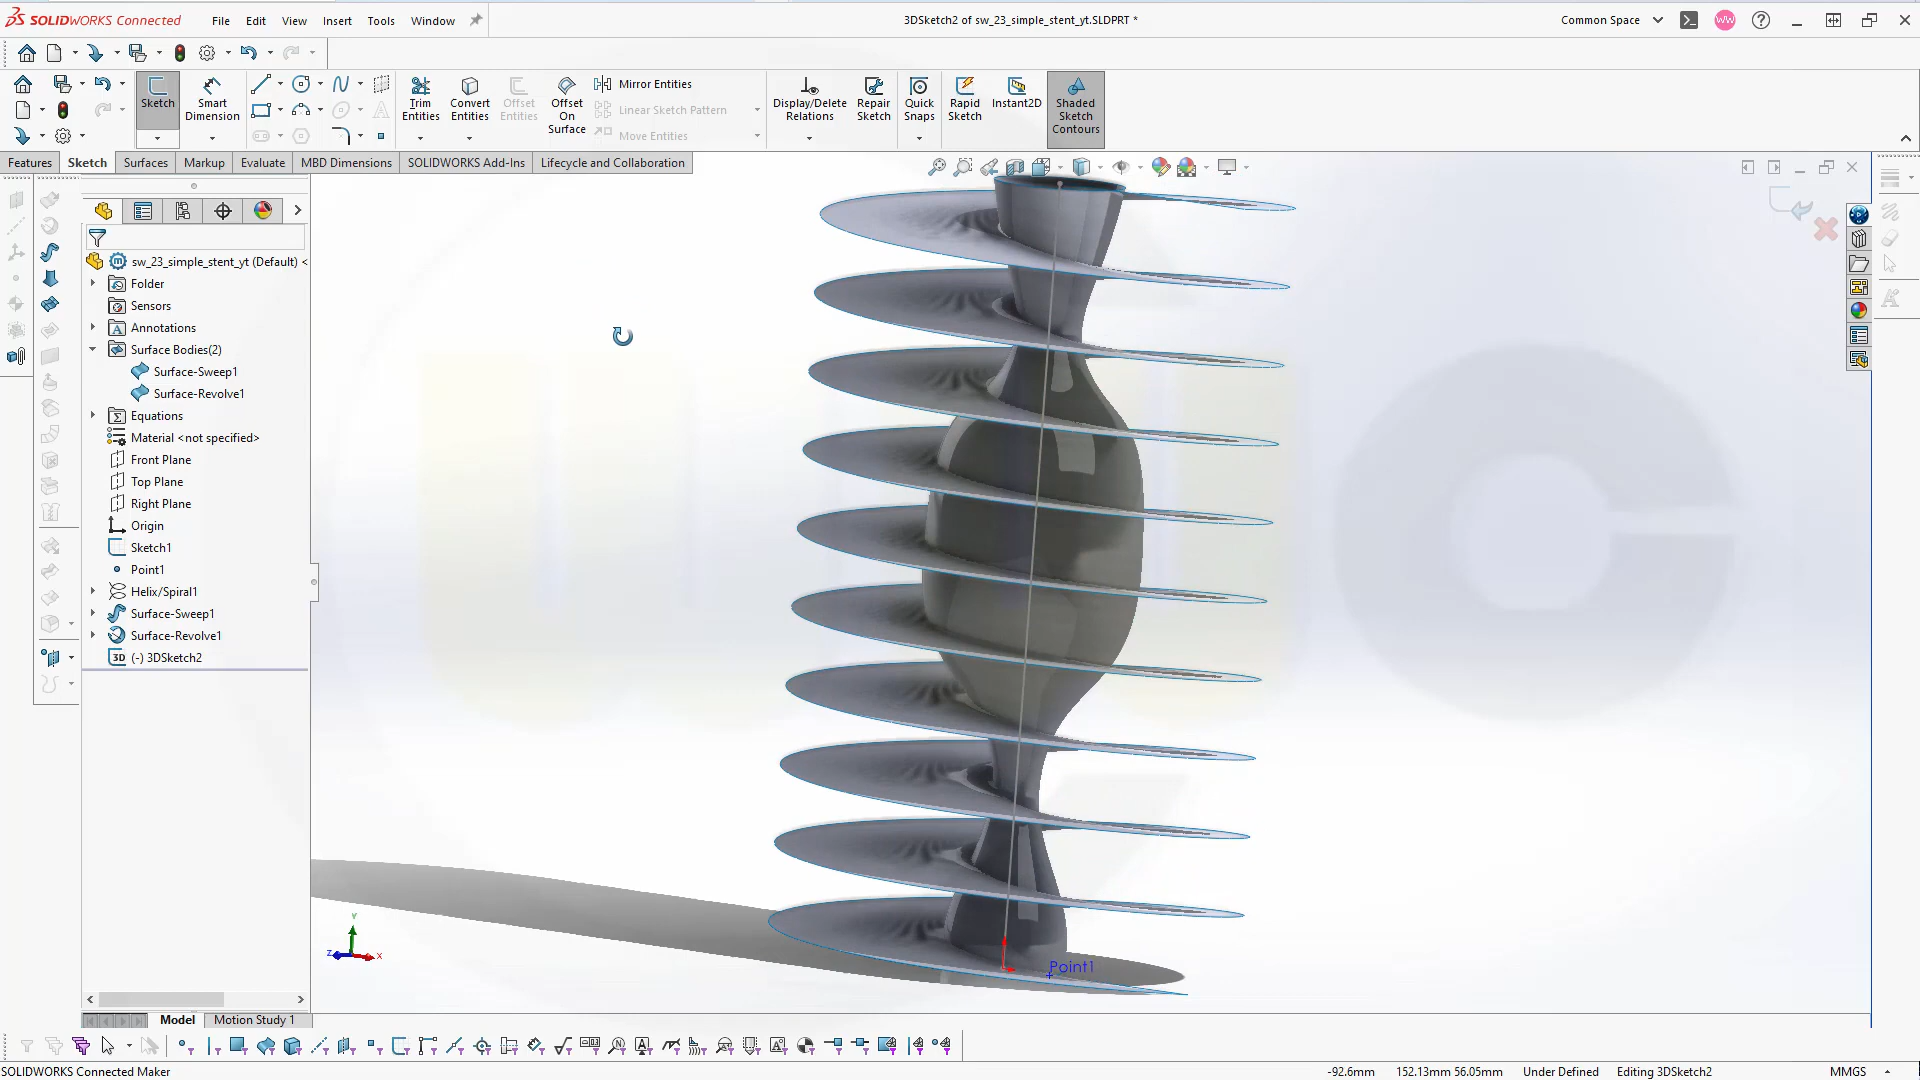 SOLIDWORKS Connected
File Edit View Insert Tools Window
3DSketch2 of sw_23_simple_stent_yt.SLDPRT *
Common Space
WW
Sketch
Smart Dimension
Trim Entities
Convert Entities
Offset Entities
Offset On Surface
Mirror Entities
Linear Sketch Pattern
Move Entities
Display/Delete Relations
Repair Sketch
Quick Snaps
Rapid Sketch
Instant2D
Shaded Sketch Contours
Features Sketch Surfaces Markup Evaluate MBD Dimensions SOLIDWORKS Add-Ins Lifecycle and Collaboration
sw_23_simple_stent_yt (Default) <
Folder
Sensors
Annotations
Surface Bodies(2)
Surface-Sweep1
Surface-Revolve1
Equations
Material <not specified>
Front Plane
Top Plane
Right Plane
Origin
Sketch1
Point1
Helix/Spiral1
Surface-Sweep1
Surface-Revolve1
3D (-) 3DSketch2
Y
Z X
Point1
Model Motion Study 1
SOLIDWORKS Connected Maker
-92.6mm 152.13mm 56.05mm Under Defined Editing 3DSketch2 MMGS